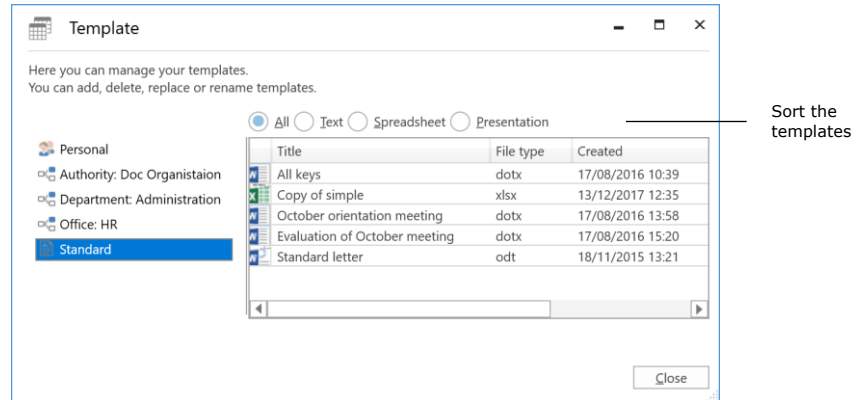 Template
Here you can manage your templates.
You can add, delete, replace or rename templates.
All Text Spreadsheet Presentation
Sort the
templates
Personal
Authority: Doc Organistaion
Department: Administration
Office: HR
Standard
Title File type Created
All keys dotx 17/08/2016 10:39
Copy of simple xlsx 13/12/2017 12:35
October orientation meeting dotx 17/08/2016 13:58
Evaluation of October meeting dotx 17/08/2016 15:20
Standard letter odt 18/11/2015 13:21
Close